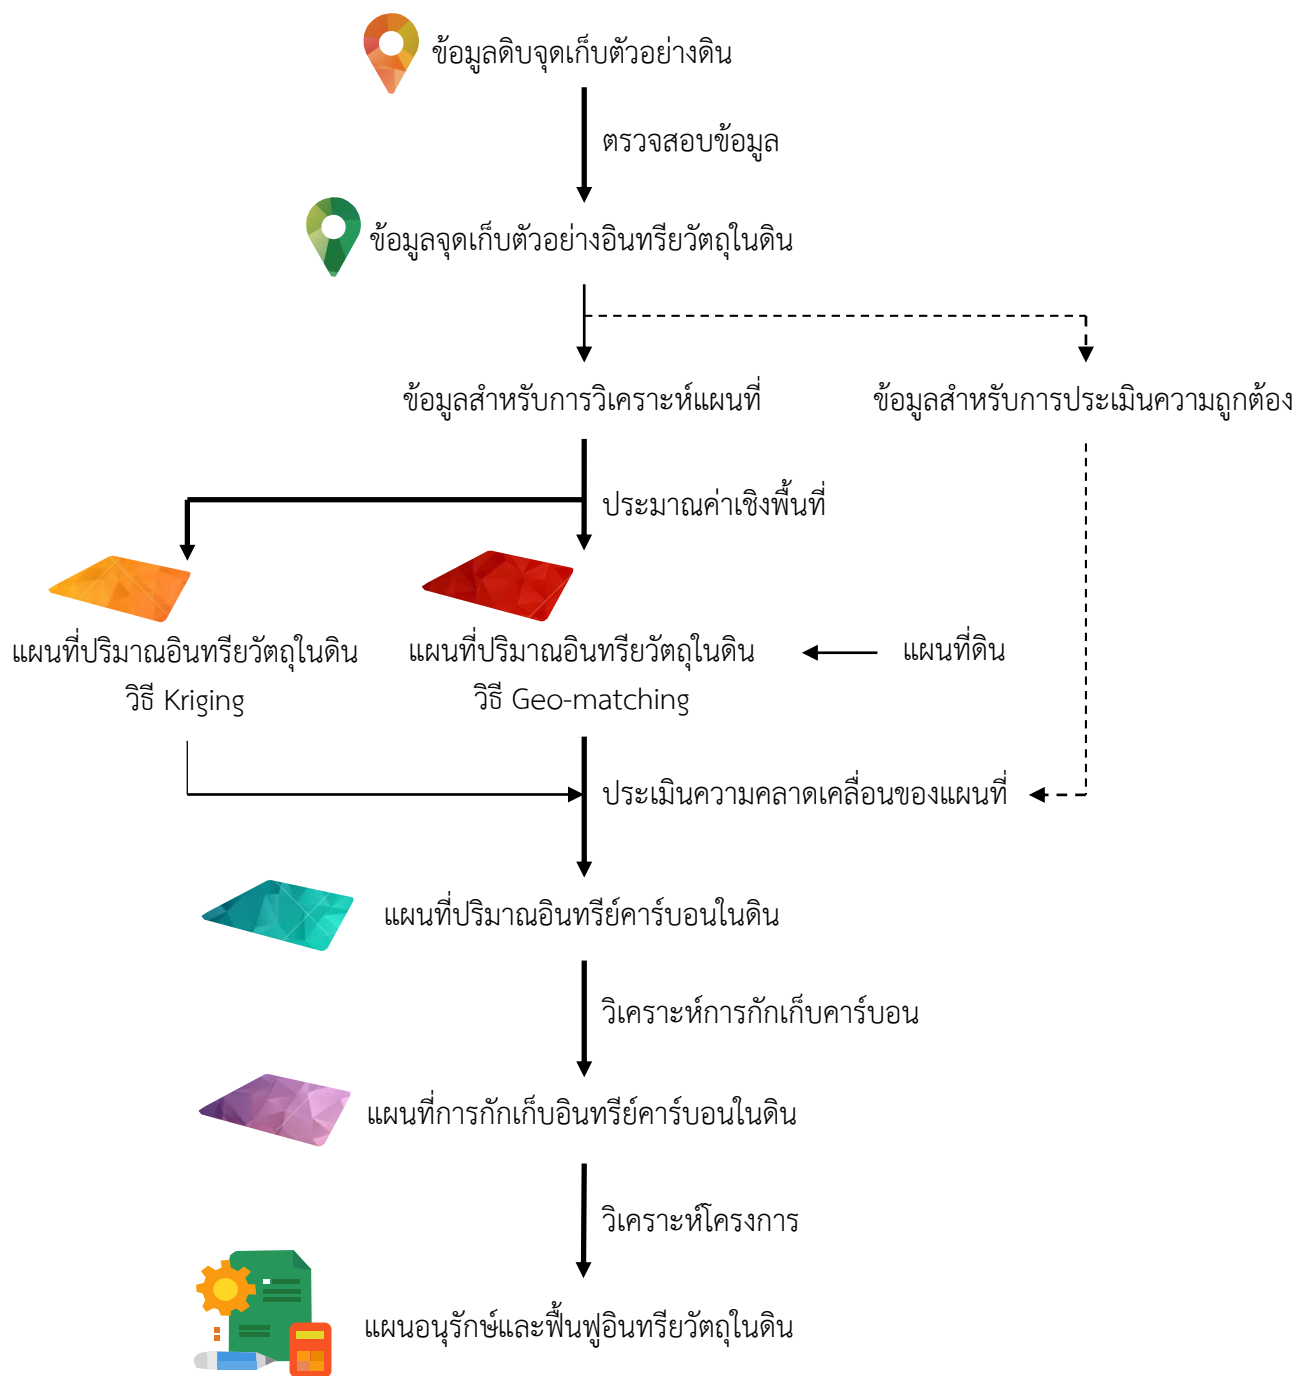 ข้อมูลดิบจุดเก็บตัวอย่างดิน
ตรวจสอบข้อมูล
ข้อมูลจุดเก็บตัวอย่างอินทรียวัตถุในดิน
ข้อมูลสำหรับการวิเคราะห์แผนที่
ข้อมูลสำหรับการประเมินความถูกต้อง
ประมาณค่าเชิงพื้นที่
แผนที่ปริมาณอินทรียวัตถุในดิน
วิธี Kriging
แผนที่ปริมาณอินทรียวัตถุในดิน
วิธี Geo-matching
แผนที่ดิน
ประเมินความคลาดเคลื่อนของแผนที่
แผนที่ปริมาณอินทรีย์คาร์บอนในดิน
วิเคราะห์การกักเก็บคาร์บอน
แผนที่การกักเก็บอินทรีย์คาร์บอนในดิน
วิเคราะห์โครงการ
แผนอนุรักษ์และฟื้นฟูอินทรียวัตถุในดิน